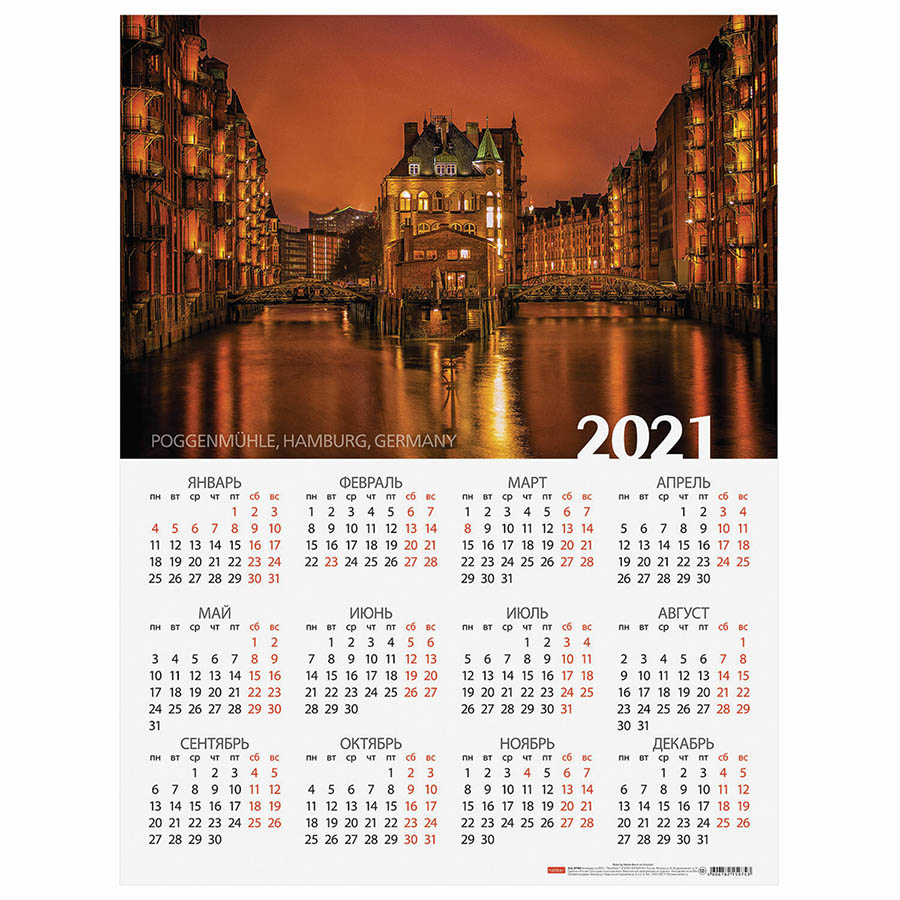 POGGENMÜHLE, HAMBURG, GERMANY
2021
ЯНВАРЬ
пн вт ср чт пт сб вс
1 2 3
4 5 6 7 8 9 10
11 12 13 14 15 16 17
18 19 20 21 22 23 24
25 26 27 28 29 30 31
ФЕВРАЛЬ
пн вт ср чт пт сб вс
1 2 3 4 5 6 7
8 9 10 11 12 13 14
15 16 17 18 19 20 21
22 23 24 25 26 27 28
МАРТ
пн вт ср чт пт сб вс
1 2 3 4 5 6 7
8 9 10 11 12 13 14
15 16 17 18 19 20 21
22 23 24 25 26 27 28
29 30 31
АПРЕЛЬ
пн вт ср чт пт сб вс
1 2 3 4
5 6 7 8 9 10 11
12 13 14 15 16 17 18
19 20 21 22 23 24 25
26 27 28 29 30
МАЙ
пн вт ср чт пт сб вс
1 2
3 4 5 6 7 8 9
10 11 12 13 14 15 16
17 18 19 20 21 22 23
24 25 26 27 28 29 30
31
ИЮНЬ
пн вт ср чт пт сб вс
1 2 3 4 5 6
7 8 9 10 11 12 13
14 15 16 17 18 19 20
21 22 23 24 25 26 27
28 29 30
ИЮЛЬ
пн вт ср чт пт сб вс
1 2 3 4
5 6 7 8 9 10 11
12 13 14 15 16 17 18
19 20 21 22 23 24 25
26 27 28 29 30 31
АВГУСТ
пн вт ср чт пт сб вс
1
2 3 4 5 6 7 8
9 10 11 12 13 14 15
16 17 18 19 20 21 22
23 24 25 26 27 28 29
30 31
СЕНТЯБРЬ
пн вт ср чт пт сб вс
1 2 3 4 5
6 7 8 9 10 11 12
13 14 15 16 17 18 19
20 21 22 23 24 25 26
27 28 29 30
ОКТЯБРЬ
пн вт ср чт пт сб вс
1 2 3
4 5 6 7 8 9 10
11 12 13 14 15 16 17
18 19 20 21 22 23 24
25 26 27 28 29 30 31
НОЯБРЬ
пн вт ср чт пт сб вс
1 2 3 4 5 6 7
8 9 10 11 12 13 14
15 16 17 18 19 20 21
22 23 24 25 26 27 28
29 30
ДЕКАБРЬ
пн вт ср чт пт сб вс
1 2 3 4 5
6 7 8 9 10 11 12
13 14 15 16 17 18 19
20 21 22 23 24 25 26
27 28 29 30 31
hatber